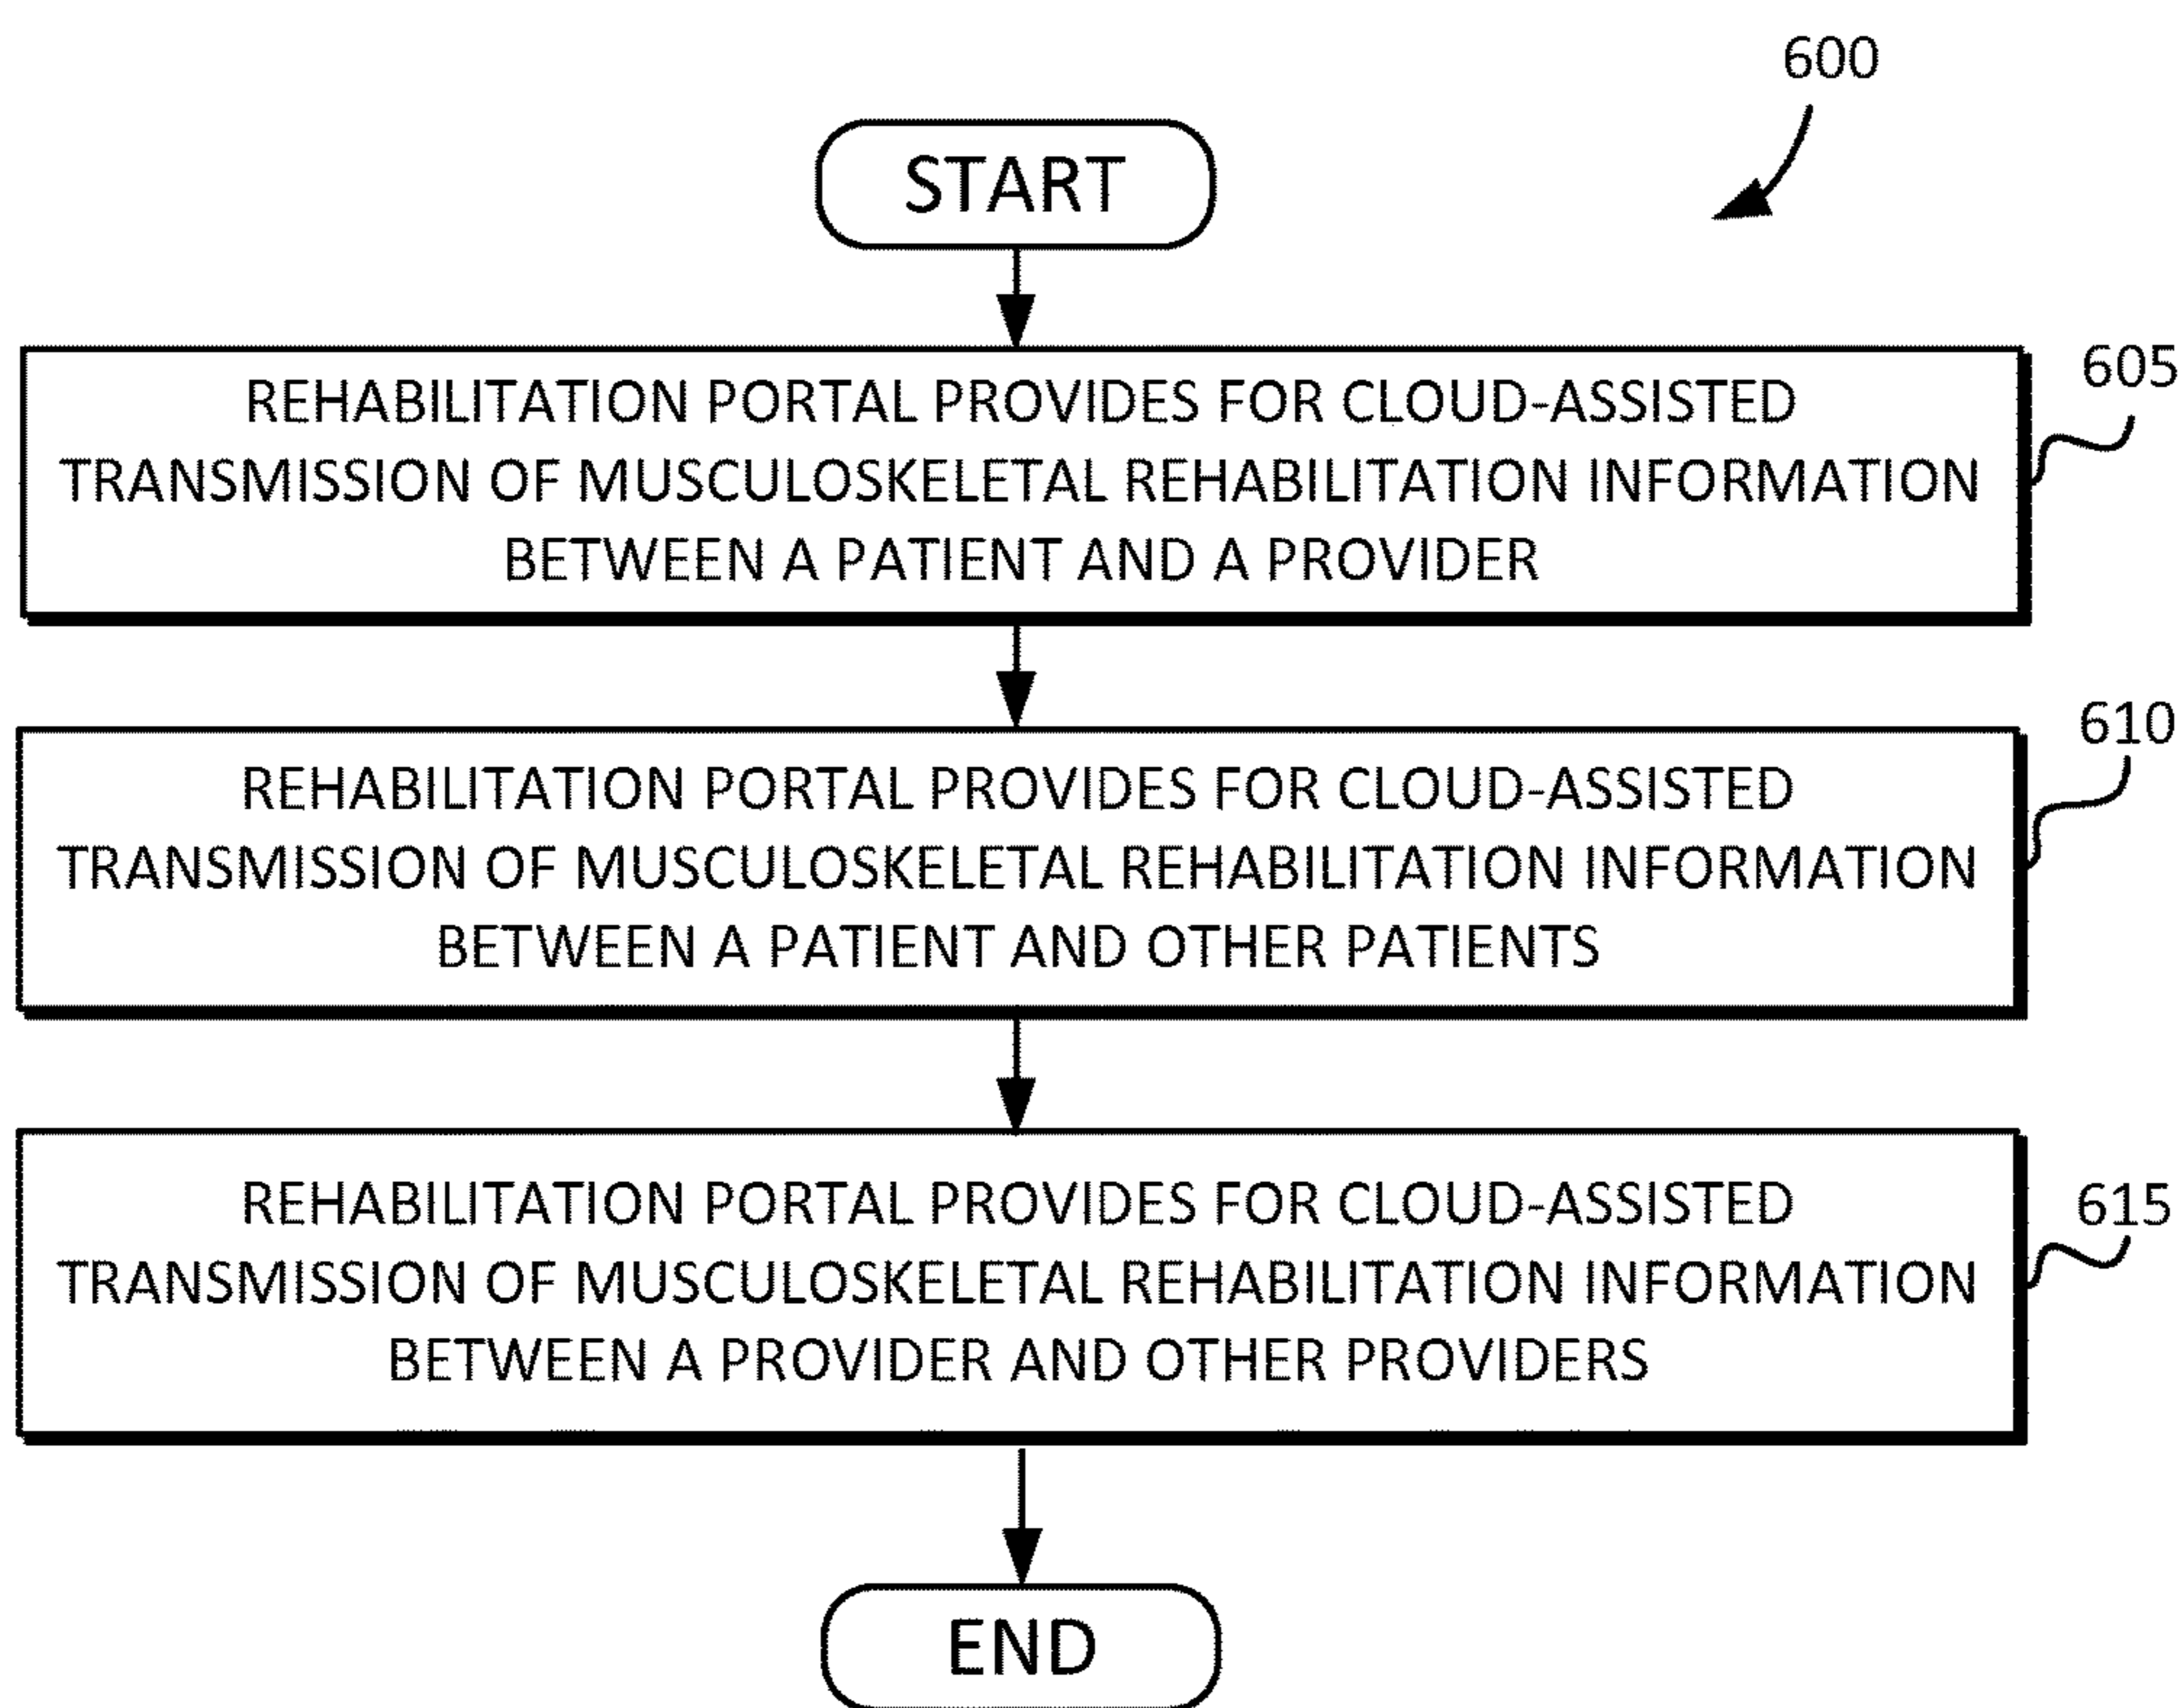 600
START
REHABILITATION PORTAL PROVIDES FOR CLOUD-ASSISTED
TRANSMISSION OF MUSCULOSKELETAL REHABILITATION INFORMATION
BETWEEN A PATIENT AND A PROVIDER
605
REHABILITATION PORTAL PROVIDES FOR CLOUD-ASSISTED
TRANSMISSION OF MUSCULOSKELETAL REHABILITATION INFORMATION
BETWEEN A PATIENT AND OTHER PATIENTS
610
REHABILITATION PORTAL PROVIDES FOR CLOUD-ASSISTED
TRANSMISSION OF MUSCULOSKELETAL REHABILITATION INFORMATION
BETWEEN A PROVIDER AND OTHER PROVIDERS
615
END